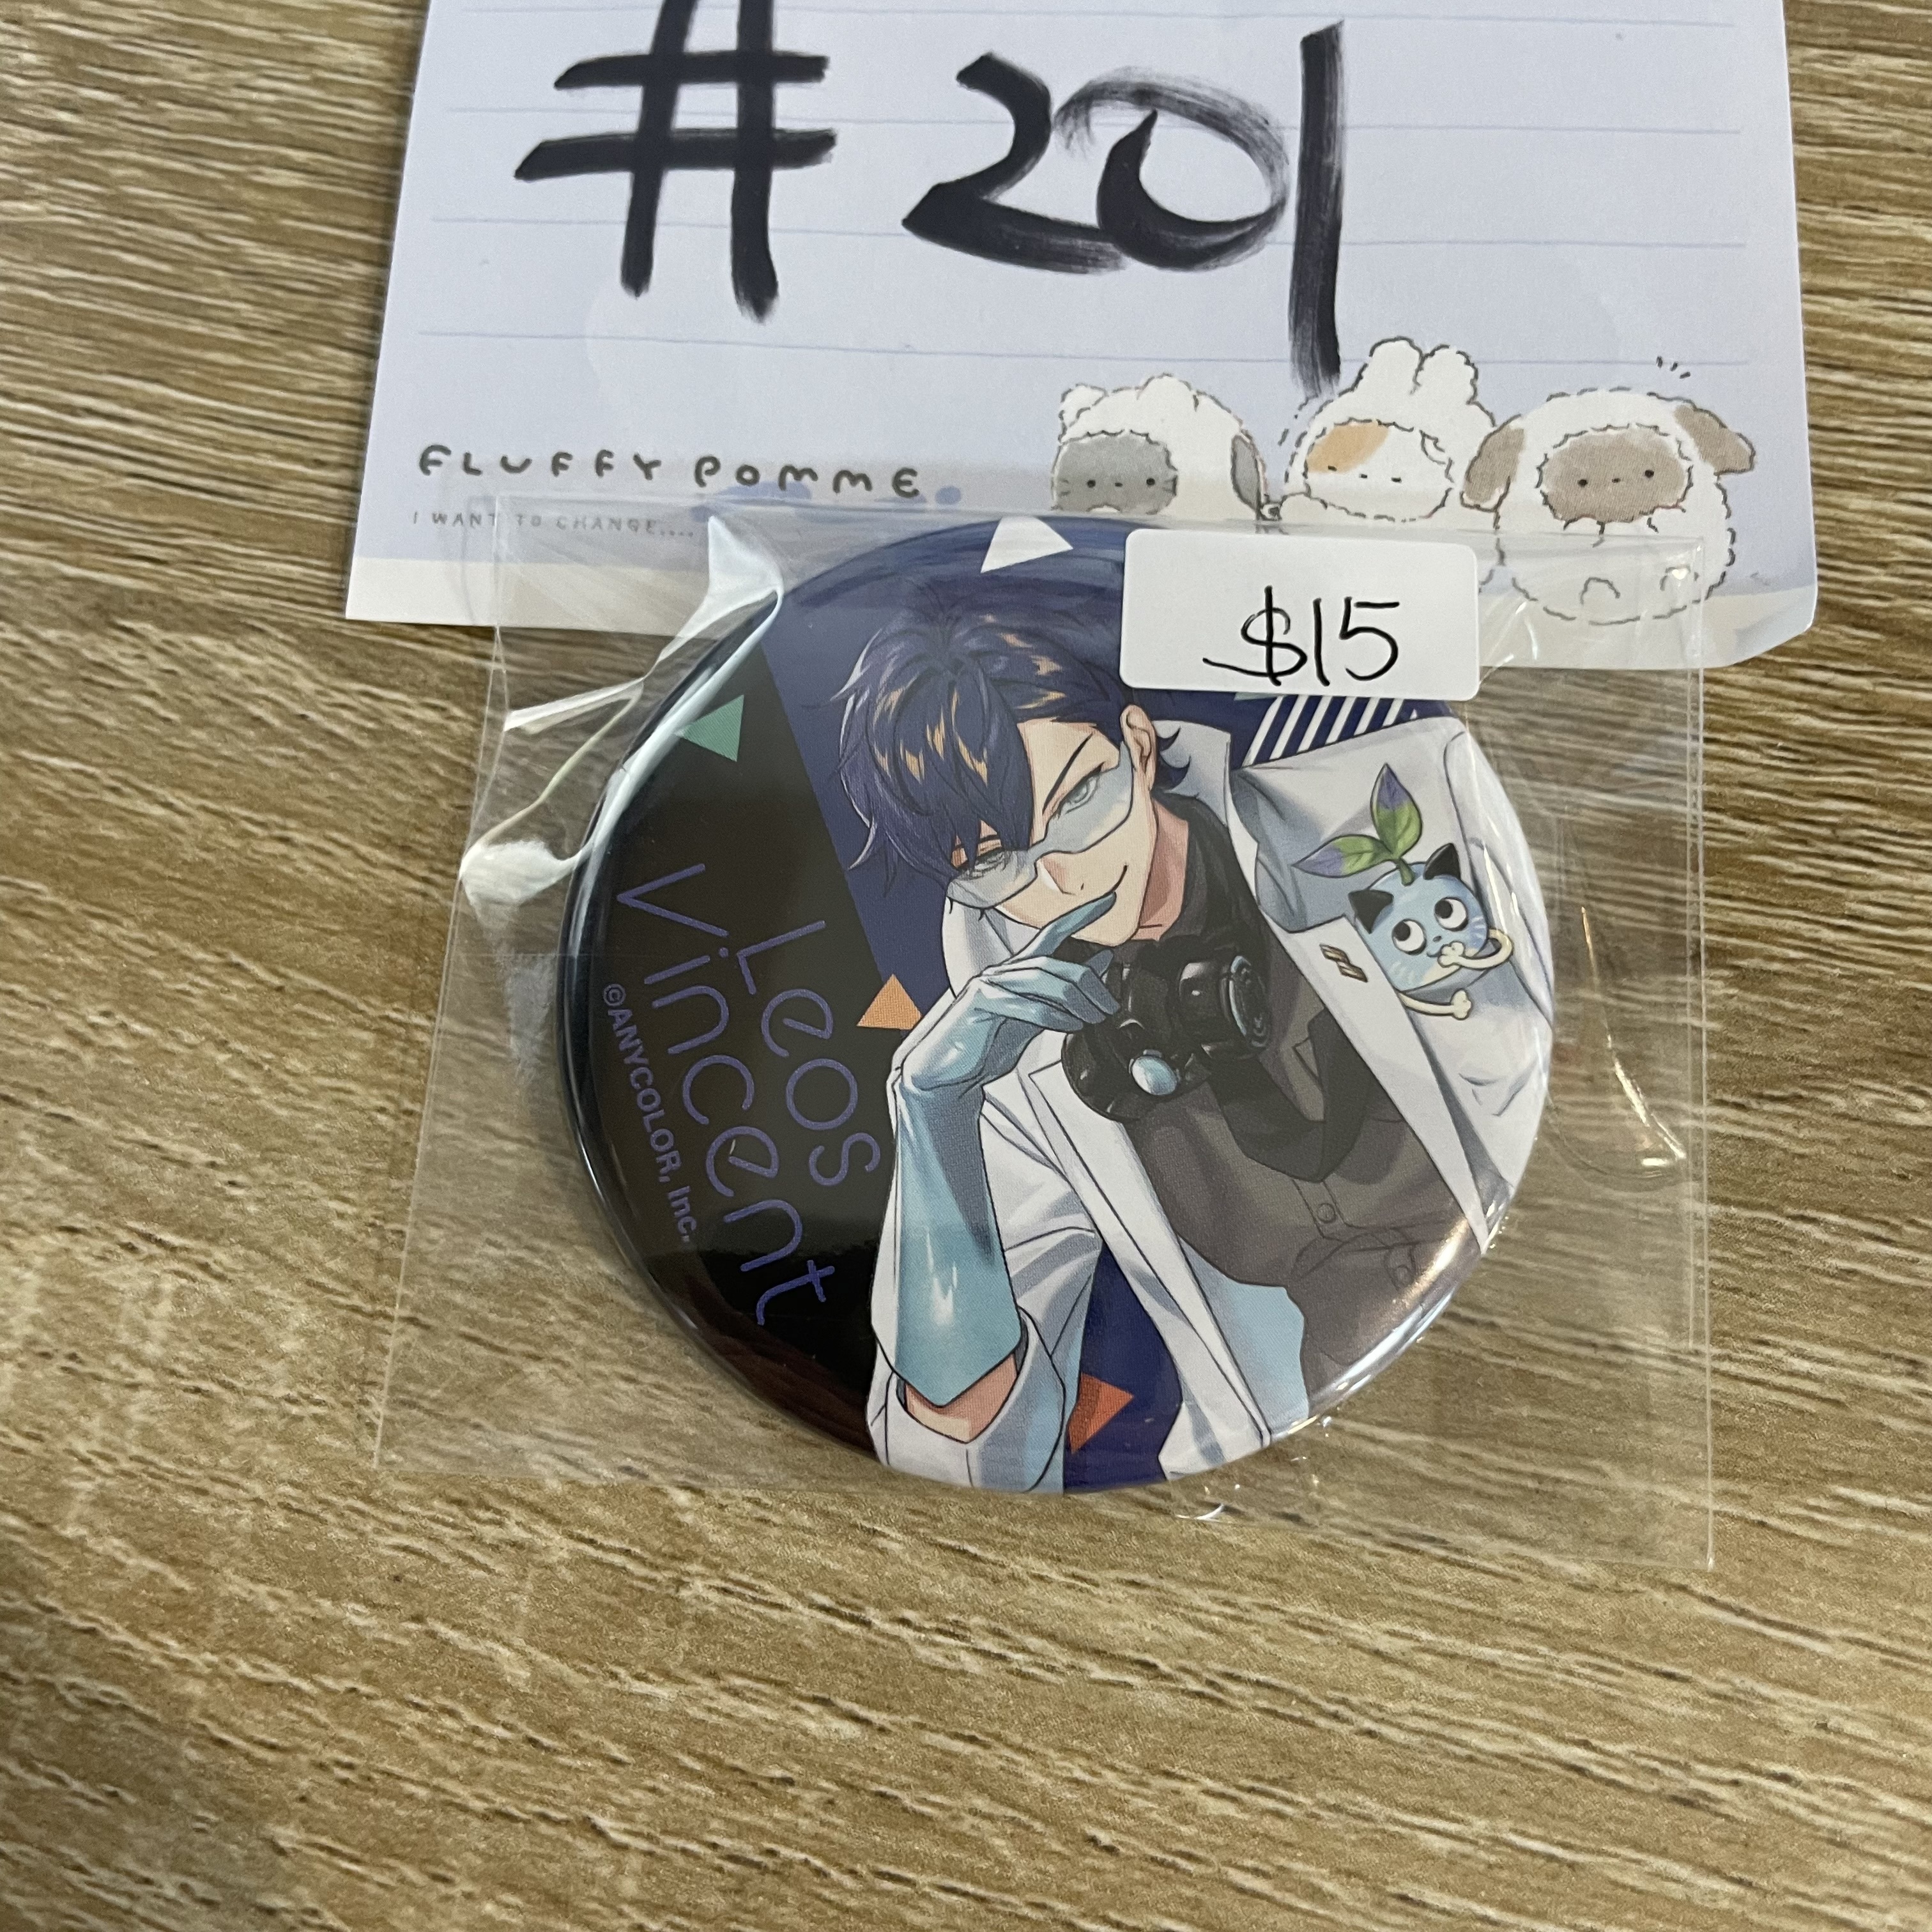 #201
FLUFFY POMME
I WANT TO CHANGE....
$15
Leos
Vincent
©ANYCOLOR, Inc.